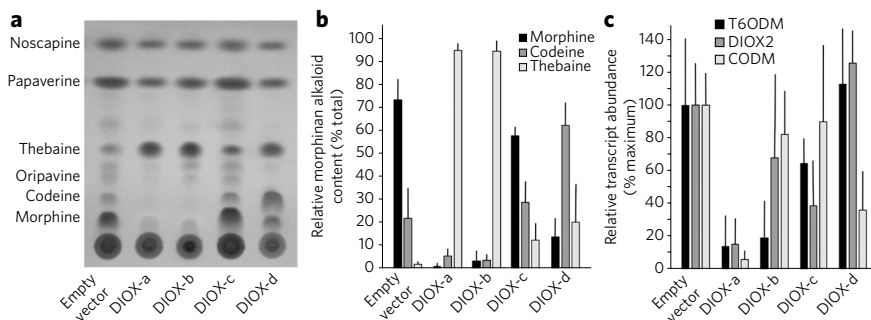 a
Noscapine
Papaverine
Thebaine
Oripavine
Codeine
Morphine
Empty
vector
DIOX-a
DIOX-b
DIOX-c
DIOX-d
b
Relative morphinan alkaloid
content (% total)
100
90
80
70
60
50
40
30
20
10
0
Morphine
Codeine
Thebaine
Empty
vector
DIOX-a
DIOX-b
DIOX-c
DIOX-d
c
Relative transcript abundance
(% maximum)
140
120
100
80
60
40
20
0
T6ODM
DIOX2
CODM
Empty
vector
DIOX-a
DIOX-b
DIOX-c
DIOX-d